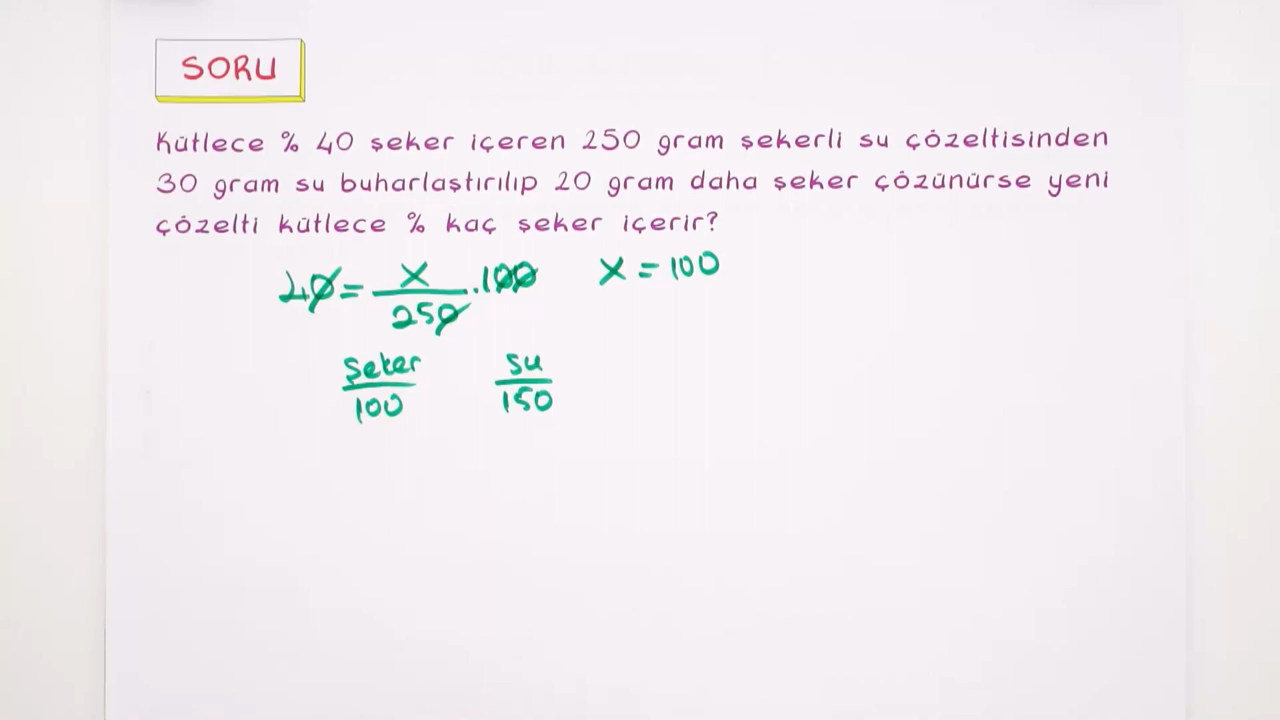 SORU
Kütlece % 40 şeker içeren 250 gram şekerli su çözeltisinden
30 gram su buharlaştırılıp 20 gram daha şeker çözünürse yeni
çözelti kütlece % kaç şeker içerir?
40 = x / 250 . 100 x = 100
şeker su
100 150